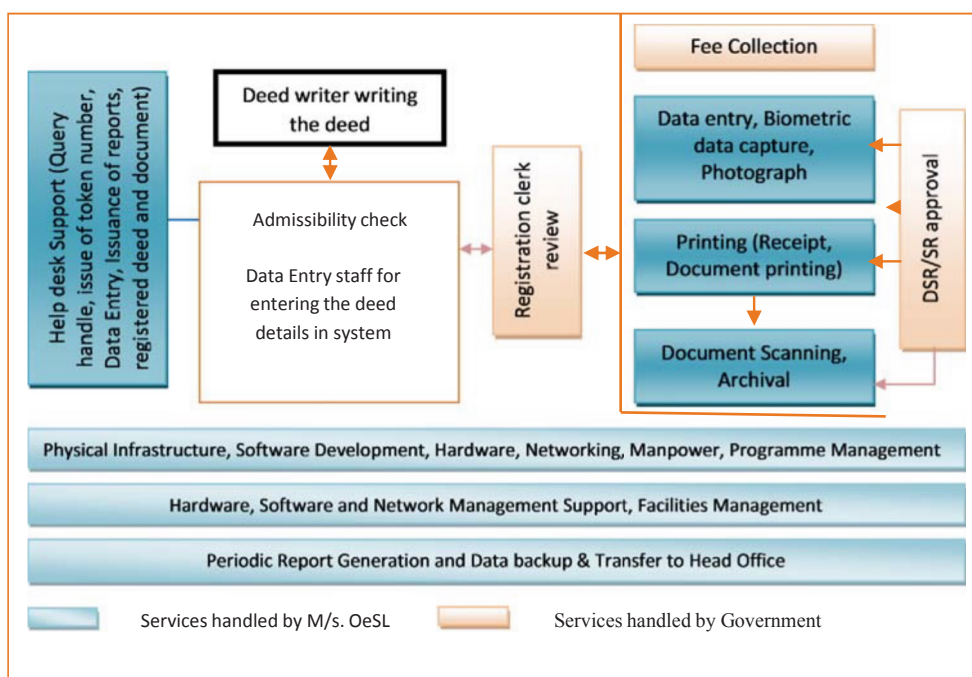 Fee Collection
Help desk Support (Query
handle, issue of token number,
Data Entry, Issuance of reports,
registered deed and document)
Deed writer writing
the deed
Admissibility check
Data Entry staff for
entering the deed
details in system
Registration clerk
review
Data entry, Biometric
data capture,
Photograph
Printing (Receipt,
Document printing)
Document Scanning,
Archival
DSR/SR approval
Physical Infrastructure, Software Development, Hardware, Networking, Manpower, Programme Management
Hardware, Software and Network Management Support, Facilities Management
Periodic Report Generation and Data backup & Transfer to Head Office
Services handled by M/s. OeSL
Services handled by Government